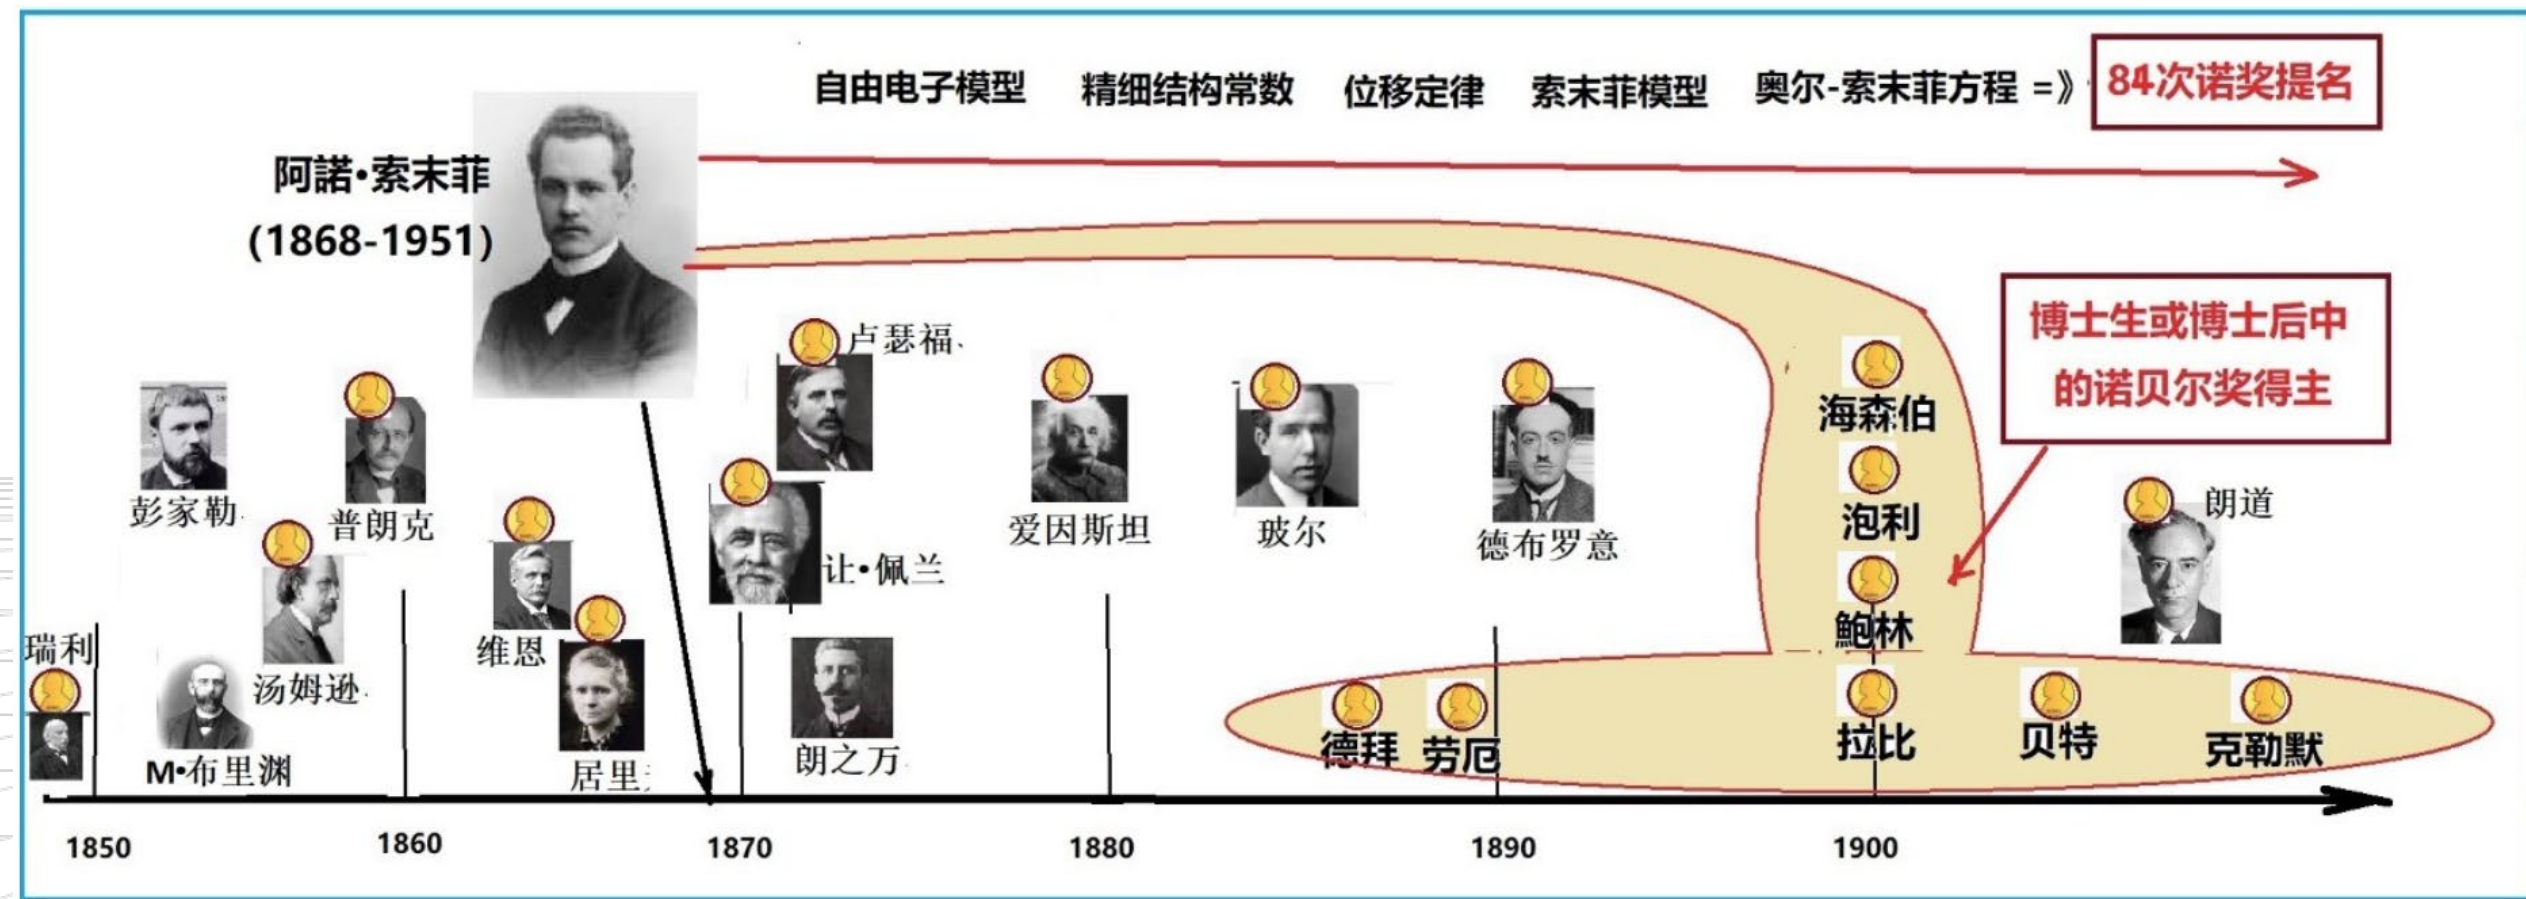 自由电子模型 精细结构常数 位移定律 索末菲模型 奥尔-索末菲方程 =》
84次诺奖提名
阿諾•索末菲
(1868-1951)
博士生或博士后中
的诺贝尔奖得主
卢瑟福
彭家勒
普朗克
让•佩兰
爱因斯坦
玻尔
德布罗意
海森伯
泡利
鲍林
朗道
瑞利
汤姆逊
M•布里渊
维恩
居里
朗之万
德拜
劳厄
拉比
贝特
克勒默
1850
1860
1870
1880
1890
1900